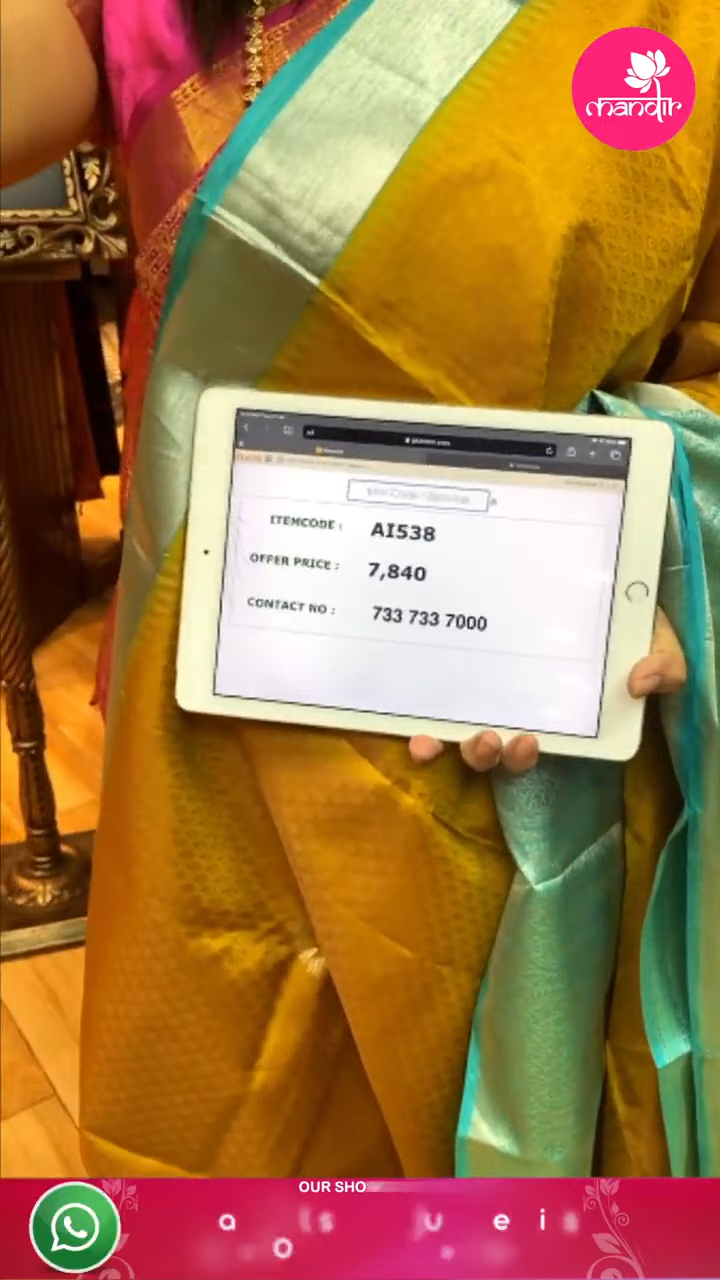 mandir
ITEMCODE : AI538
OFFER PRICE : 7,840
CONTACT NO : 733 733 7000
OUR SHO